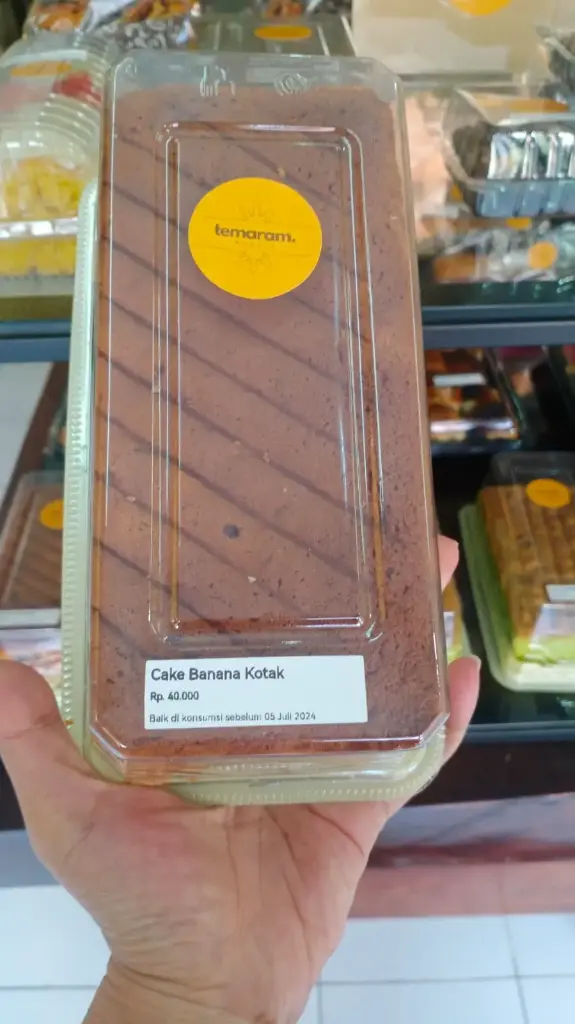 temaram.
Cake Banana Kotak
Rp. 40.000
Baik di konsumsi sebelum: 05 Juli 2024